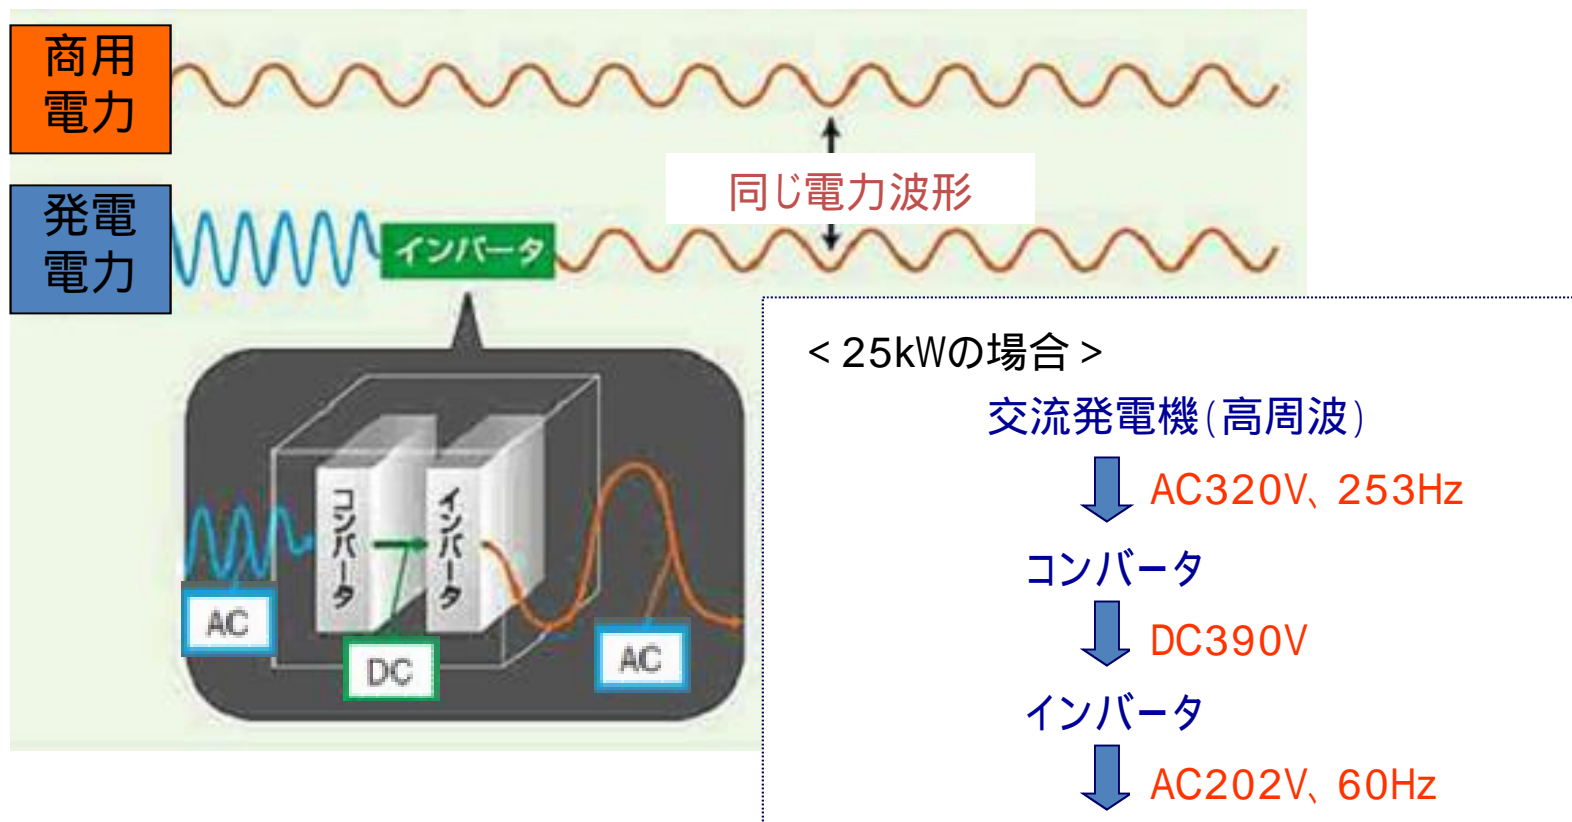 商用
電力
同じ電力波形
発電
電力
インバータ
コンバータ
インバータ
AC
DC
AC
<25kWの場合>
交流発電機(高周波)
AC320V、253Hz
コンバータ
DC390V
インバータ
AC202V、60Hz